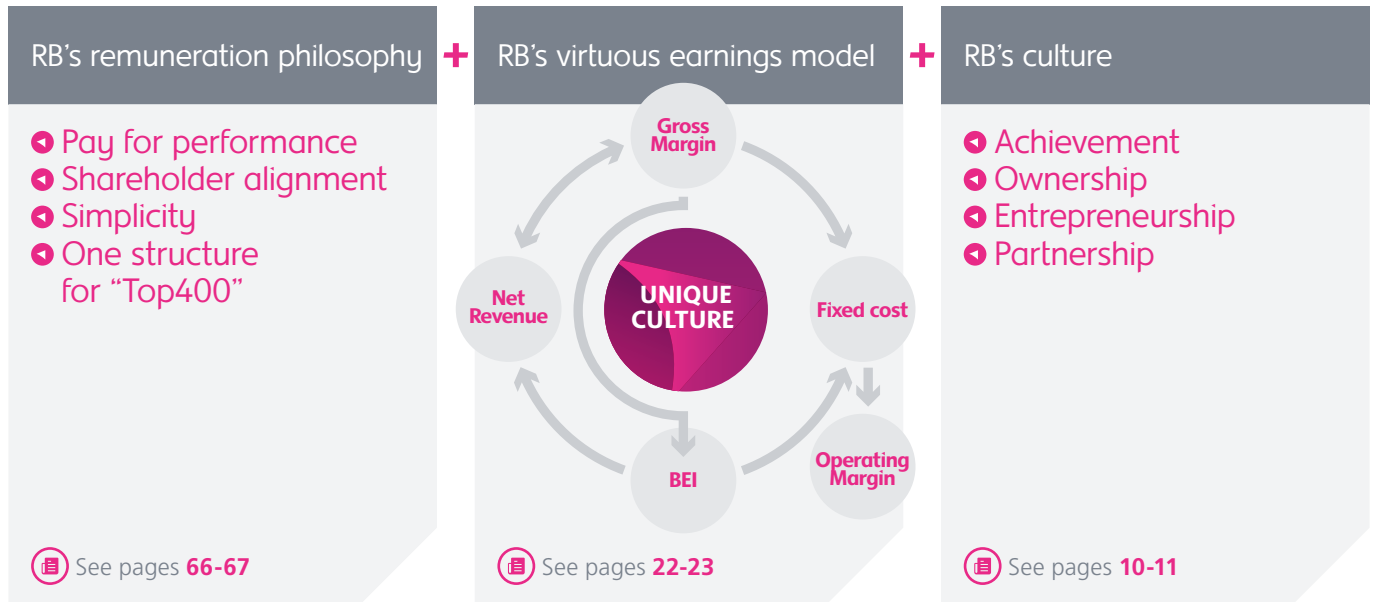 RB's remuneration philosophy
Pay for performance
Shareholder alignment
Simplicity
One structure
for “Top400”
See pages 66-67
+
RB's virtuous earnings model
Gross
Margin
Net
Revenue
UNIQUE
CULTURE
Fixed cost
BEI
Operating
Margin
See pages 22-23
+
RB's culture
Achievement
Ownership
Entrepreneurship
Partnership
See pages 10-11